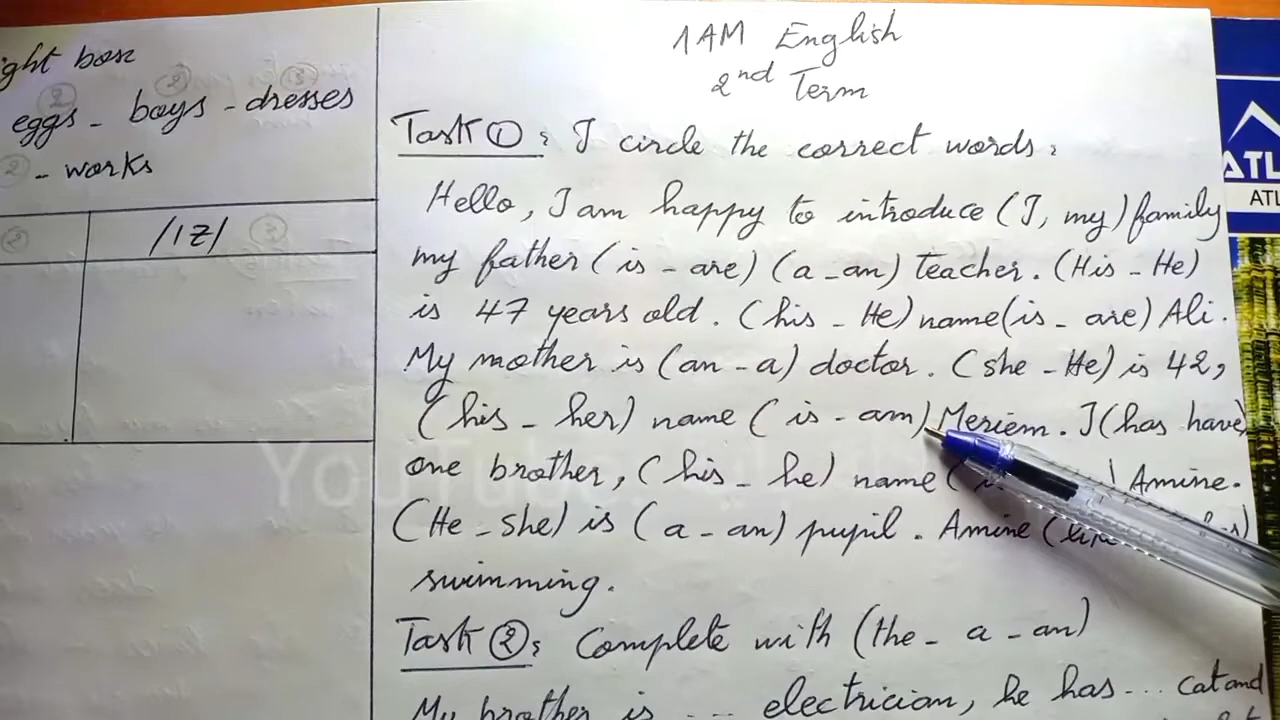 ight box
eggs - boys - dresses
- works
/IZ/
1AM English
2nd Term
Task ①: I circle the correct words:
Hello, I am happy to introduce (I, my) family
my father (is - are) (a - an) teacher. (His - He)
is 47 years old. (his - He) name (is - are) Ali.
My mother is (an - a) doctor. (she - He) is 42,
(his - her) name (is - am) Meriem. I (has have)
one brother, (his - he) name ( ) Amine.
(He - she) is (a - an) pupil. Amine (
swimming.
Task ②: Complete with (the - a - an)
My brother is ... electrician, he has ... cat and
ATL
ATL
YouTube